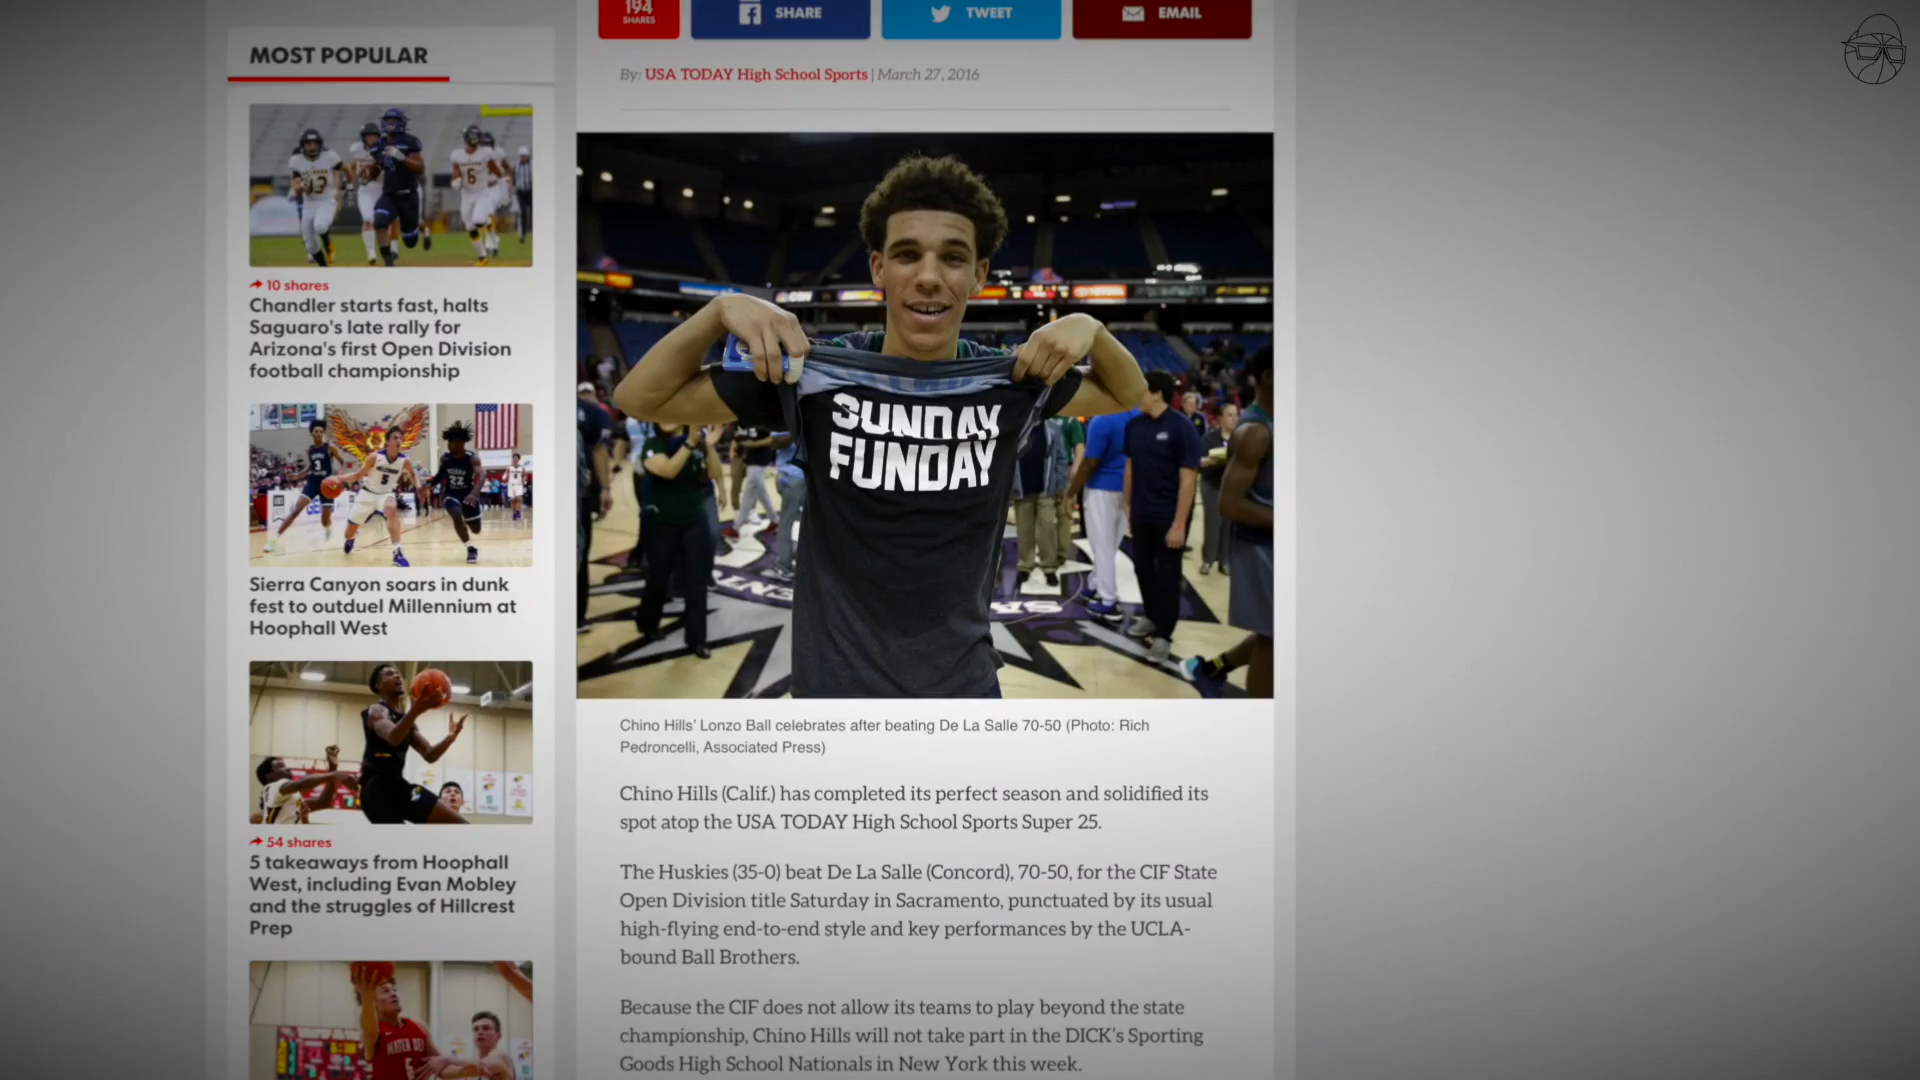 194
SHARES
SHARE
TWEET
EMAIL
MOST POPULAR
By: USA TODAY High School Sports | March 27, 2016
10 shares
Chandler starts fast, halts
Saguaro's late rally for
Arizona's first Open Division
football championship
Sierra Canyon soars in dunk
fest to outduel Millennium at
Hoophall West
54 shares
5 takeaways from Hoophall
West, including Evan Mobley
and the struggles of Hillcrest
Prep
SUNDAY
FUNDAY
Chino Hills' Lonzo Ball celebrates after beating De La Salle 70-50 (Photo: Rich
Pedroncelli, Associated Press)
Chino Hills (Calif.) has completed its perfect season and solidified its
spot atop the USA TODAY High School Sports Super 25.
The Huskies (35-0) beat De La Salle (Concord), 70-50, for the CIF State
Open Division title Saturday in Sacramento, punctuated by its usual
high-flying end-to-end style and key performances by the UCLA-
bound Ball Brothers.
Because the CIF does not allow its teams to play beyond the state
championship, Chino Hills will not take part in the DICK's Sporting
Goods High School Nationals in New York this week.